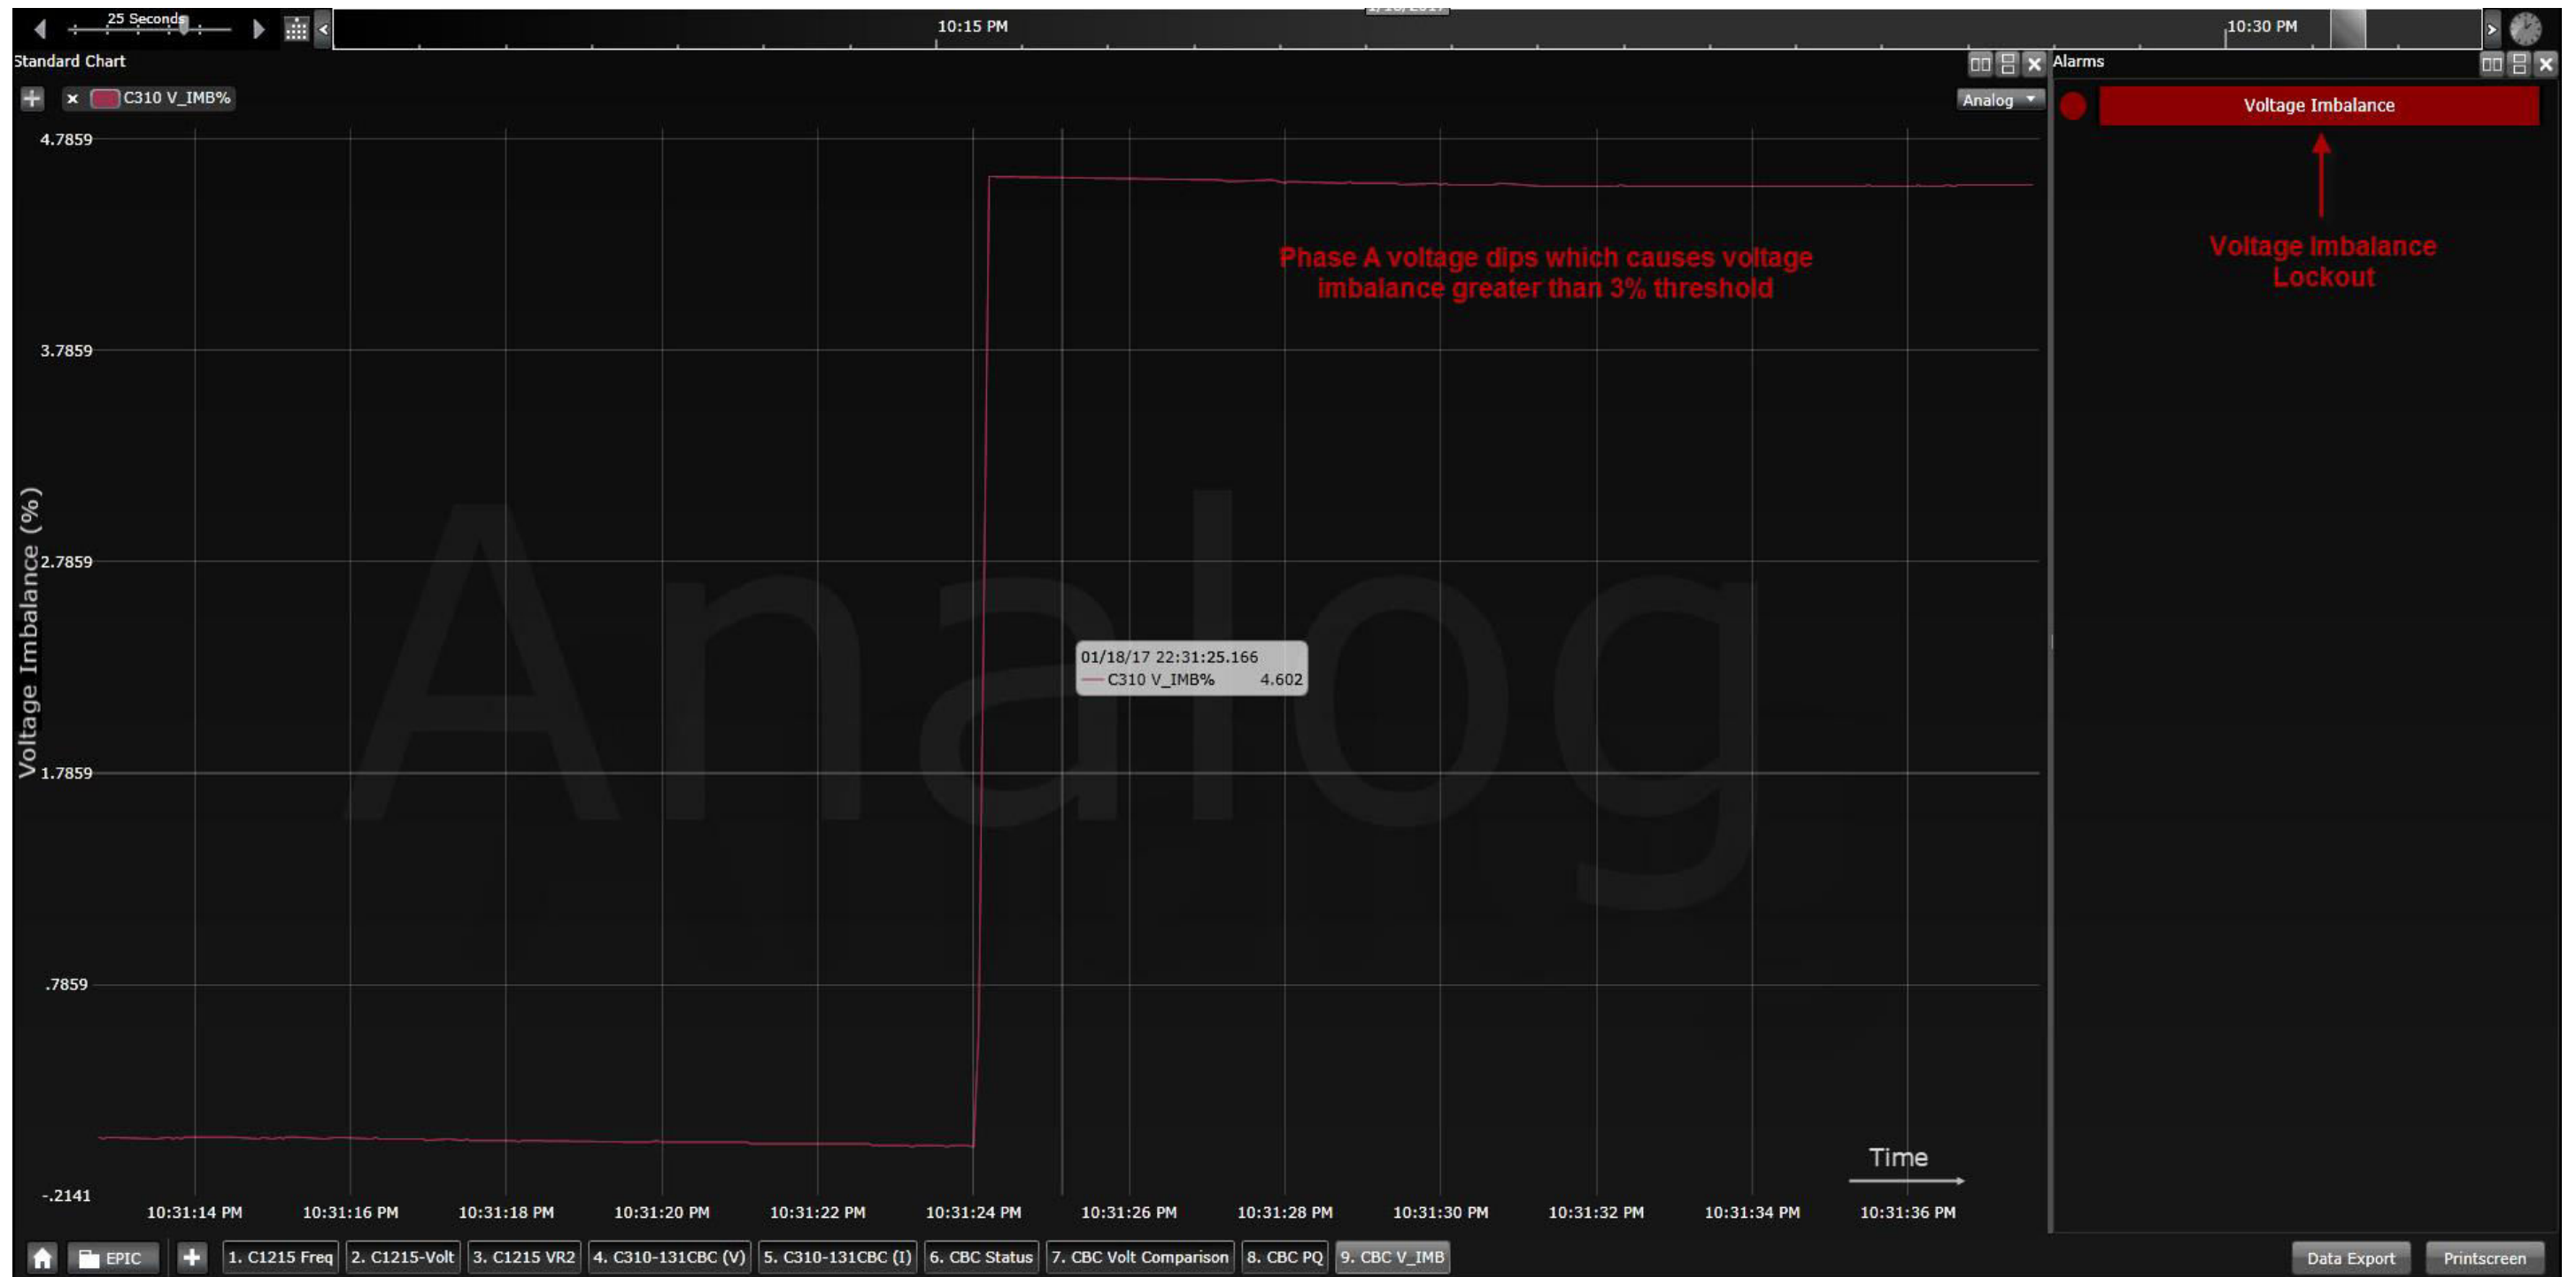 25 Seconds
10:15 PM
1/18/2017
10:30 PM
Standard Chart
Alarms
C310 V_IMB%
Analog
Voltage Imbalance
4.7859
Voltage Imbalance
Lockout
Phase A voltage dips which causes voltage
imbalance greater than 3% threshold
3.7859
Analog
Voltage Imbalance (%)
2.7859
01/18/17 22:31:25.166
C310 V_IMB% 4.602
1.7859
.7859
Time
-.2141
10:31:14 PM 10:31:16 PM 10:31:18 PM 10:31:20 PM 10:31:22 PM 10:31:24 PM 10:31:26 PM 10:31:28 PM 10:31:30 PM 10:31:32 PM 10:31:34 PM 10:31:36 PM
EPIC 1. C1215 Freq 2. C1215-Volt 3. C1215 VR2 4. C310-131CBC (V) 5. C310-131CBC (I) 6. CBC Status 7. CBC Volt Comparison 8. CBC PQ 9. CBC V_IMB Data Export Printscreen